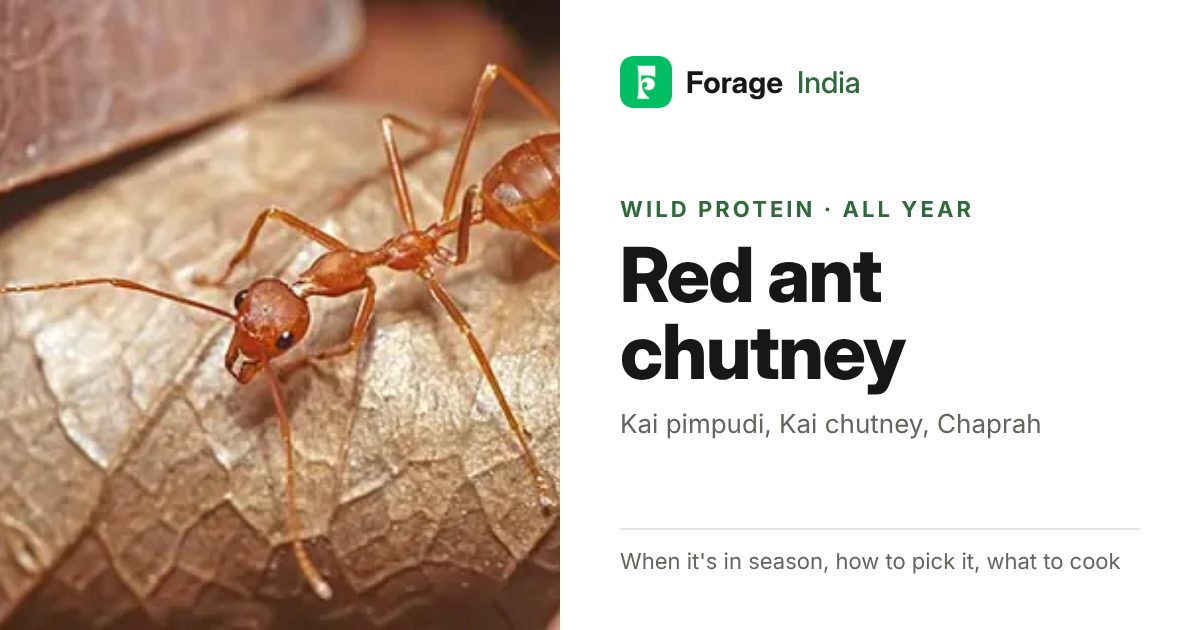 Forage India
WILD PROTEIN · ALL YEAR
Red ant
chutney
Kai pimpudi, Kai chutney, Chaprah
When it's in season, how to pick it, what to cook